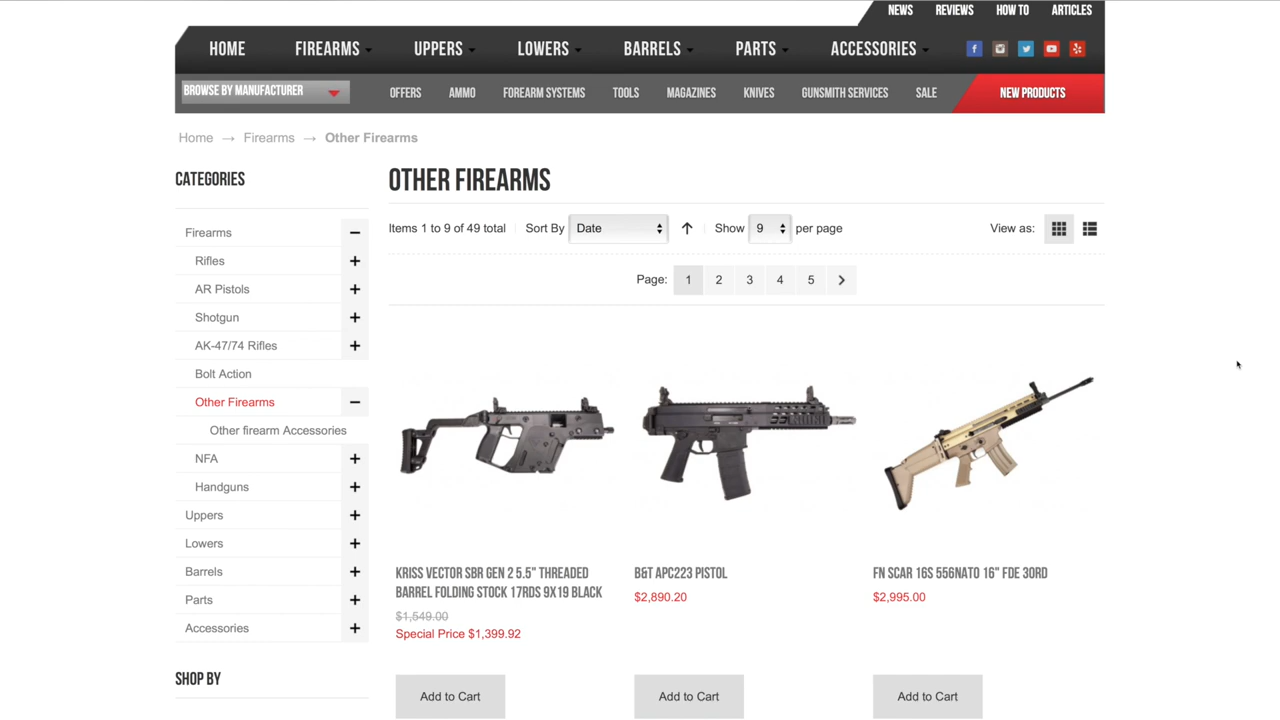 NEWS REVIEWS HOW TO ARTICLES
HOME FIREARMS UPPERS LOWERS BARRELS PARTS ACCESSORIES
BROWSE BY MANUFACTURER OFFERS AMMO FOREARM SYSTEMS TOOLS MAGAZINES KNIVES GUNSMITH SERVICES SALE NEW PRODUCTS
Home → Firearms → Other Firearms
CATEGORIES
Firearms
Rifles
AR Pistols
Shotgun
AK-47/74 Rifles
Bolt Action
Other Firearms
Other firearm Accessories
NFA
Handguns
Uppers
Lowers
Barrels
Parts
Accessories
SHOP BY
OTHER FIREARMS
Items 1 to 9 of 49 total Sort By Date Show 9 per page View as:
Page: 1 2 3 4 5
KRISS VECTOR SBR GEN 2 5.5" THREADED
BARREL FOLDING STOCK 17RDS 9X19 BLACK
$1,549.00
Special Price $1,399.92
Add to Cart
B&T APC223 PISTOL
$2,890.20
Add to Cart
FN SCAR 16S 556NATO 16" FDE 30RD
$2,995.00
Add to Cart